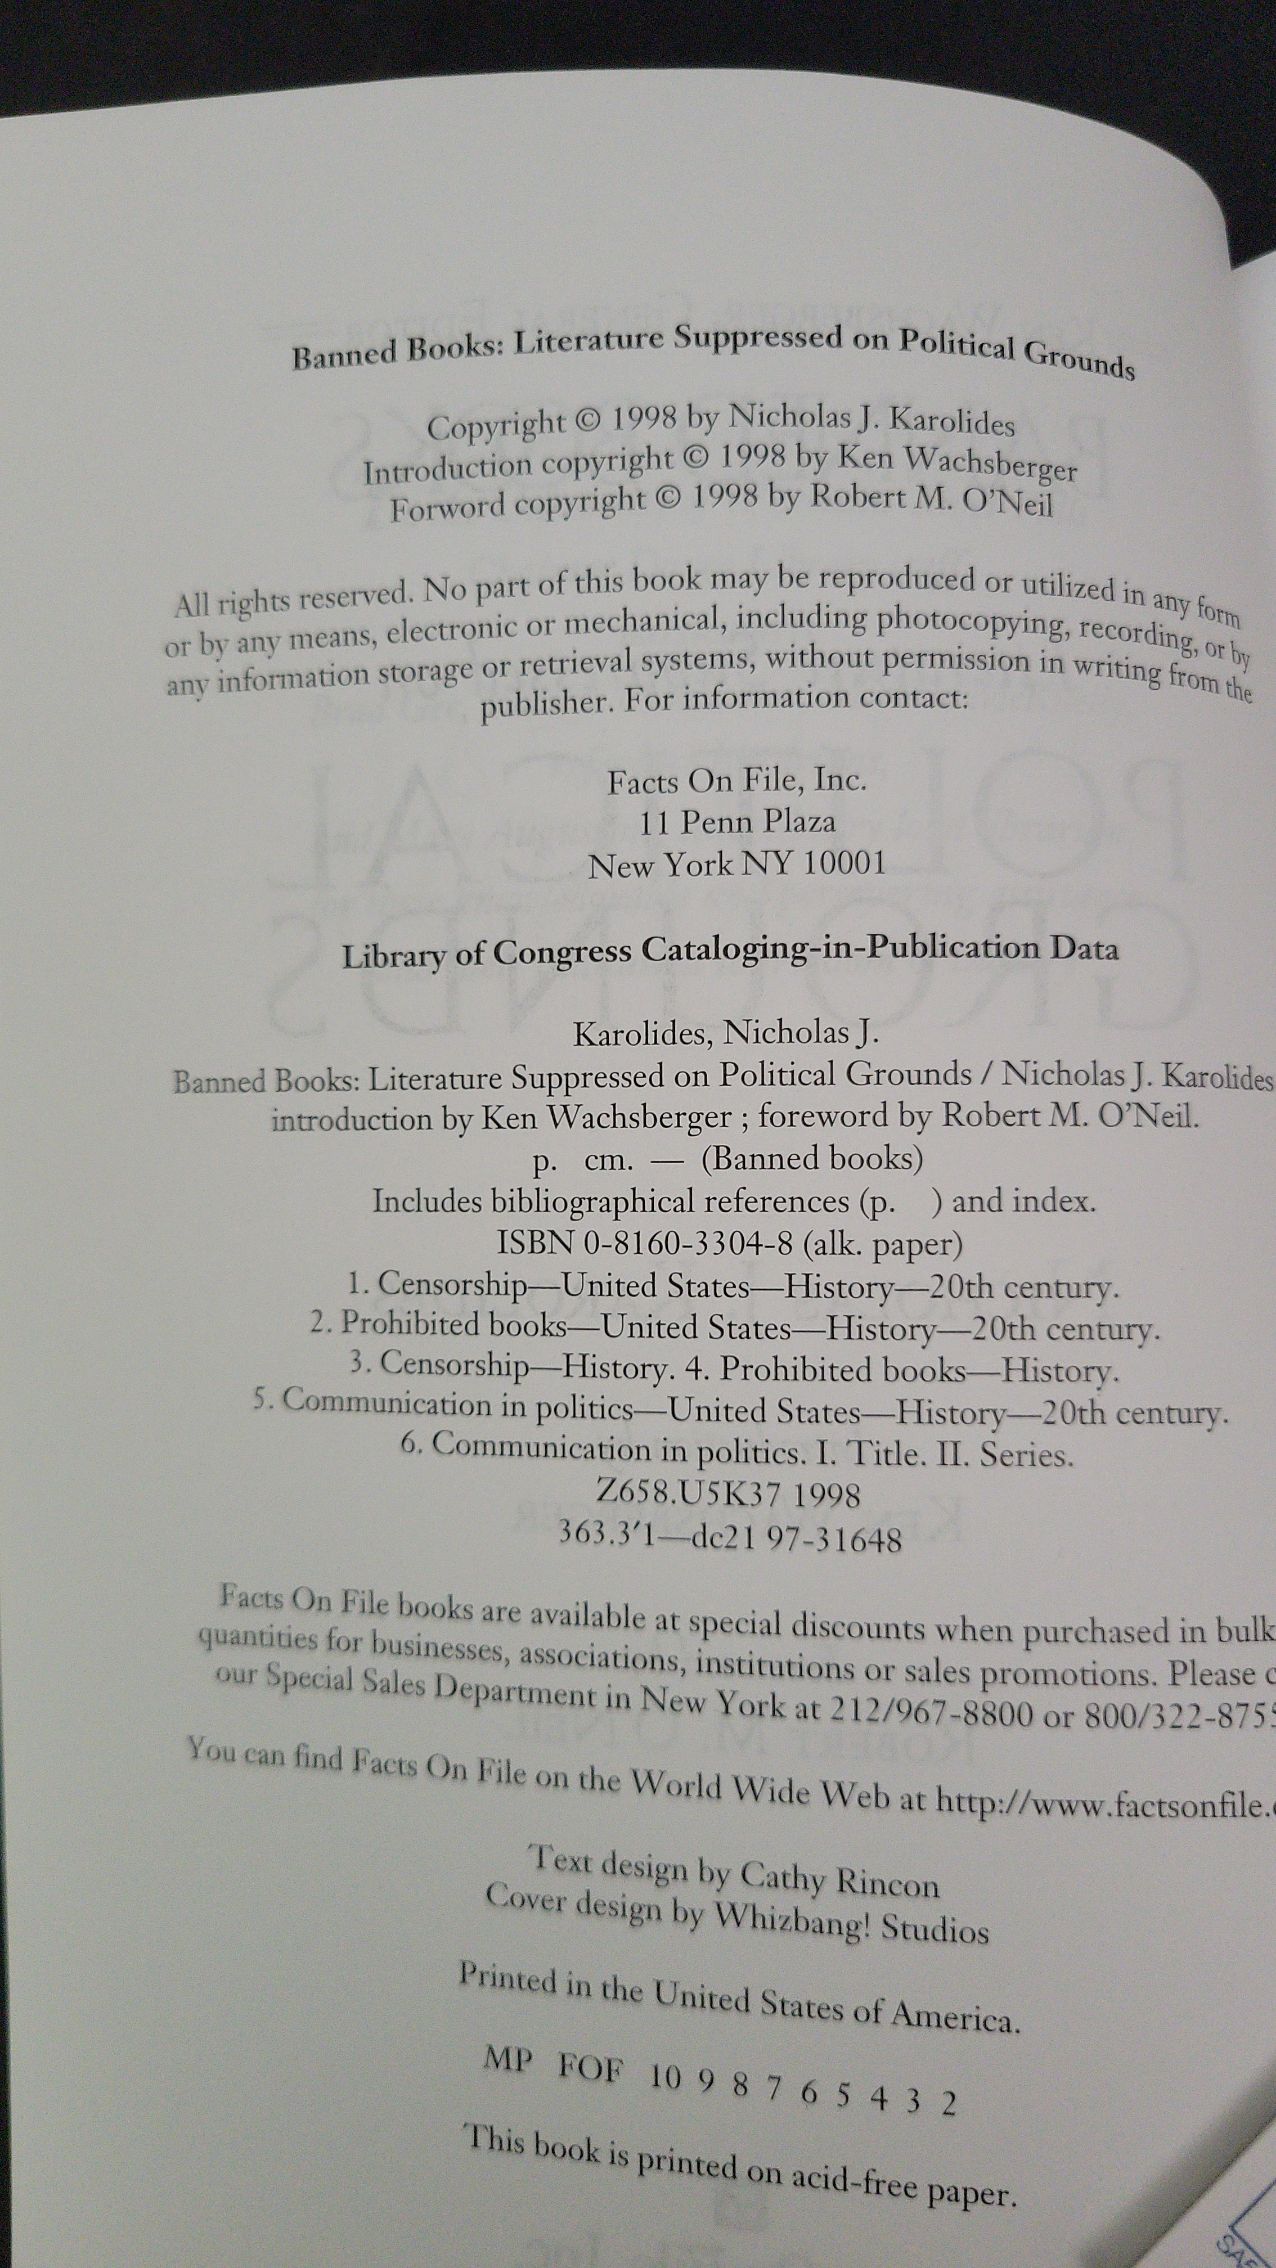 Banned Books: Literature Suppressed on Political Grounds
Copyright © 1998 by Nicholas J. Karolides
Introduction copyright © 1998 by Ken Wachsberger
Forword copyright © 1998 by Robert M. O'Neil
All rights reserved. No part of this book may be reproduced or utilized in any form
or by any means, electronic or mechanical, including photocopying, recording, or by
any information storage or retrieval systems, without permission in writing from the
publisher. For information contact:
Facts On File, Inc.
11 Penn Plaza
New York NY 10001
Library of Congress Cataloging-in-Publication Data
Karolides, Nicholas J.
Banned Books: Literature Suppressed on Political Grounds / Nicholas J. Karolides
introduction by Ken Wachsberger ; foreword by Robert M. O'Neil.
p. cm. — (Banned books)
Includes bibliographical references (p. ) and index.
ISBN 0-8160-3304-8 (alk. paper)
1. Censorship—United States—History—20th century.
2. Prohibited books—United States—History—20th century.
3. Censorship—History. 4. Prohibited books—History.
5. Communication in politics—United States—History—20th century.
6. Communication in politics. I. Title. II. Series.
Z658.U5K37 1998
363.3'1—dc21 97-31648
Facts On File books are available at special discounts when purchased in bulk
quantities for businesses, associations, institutions or sales promotions. Please
our Special Sales Department in New York at 212/967-8800 or 800/322-8755
You can find Facts On File on the World Wide Web at http://www.factsonfile.
Text design by Cathy Rincon
Cover design by Whizbang! Studios
Printed in the United States of America.
MP FOF 10 9 8 7 6 5 4 3 2
This book is printed on acid-free paper.